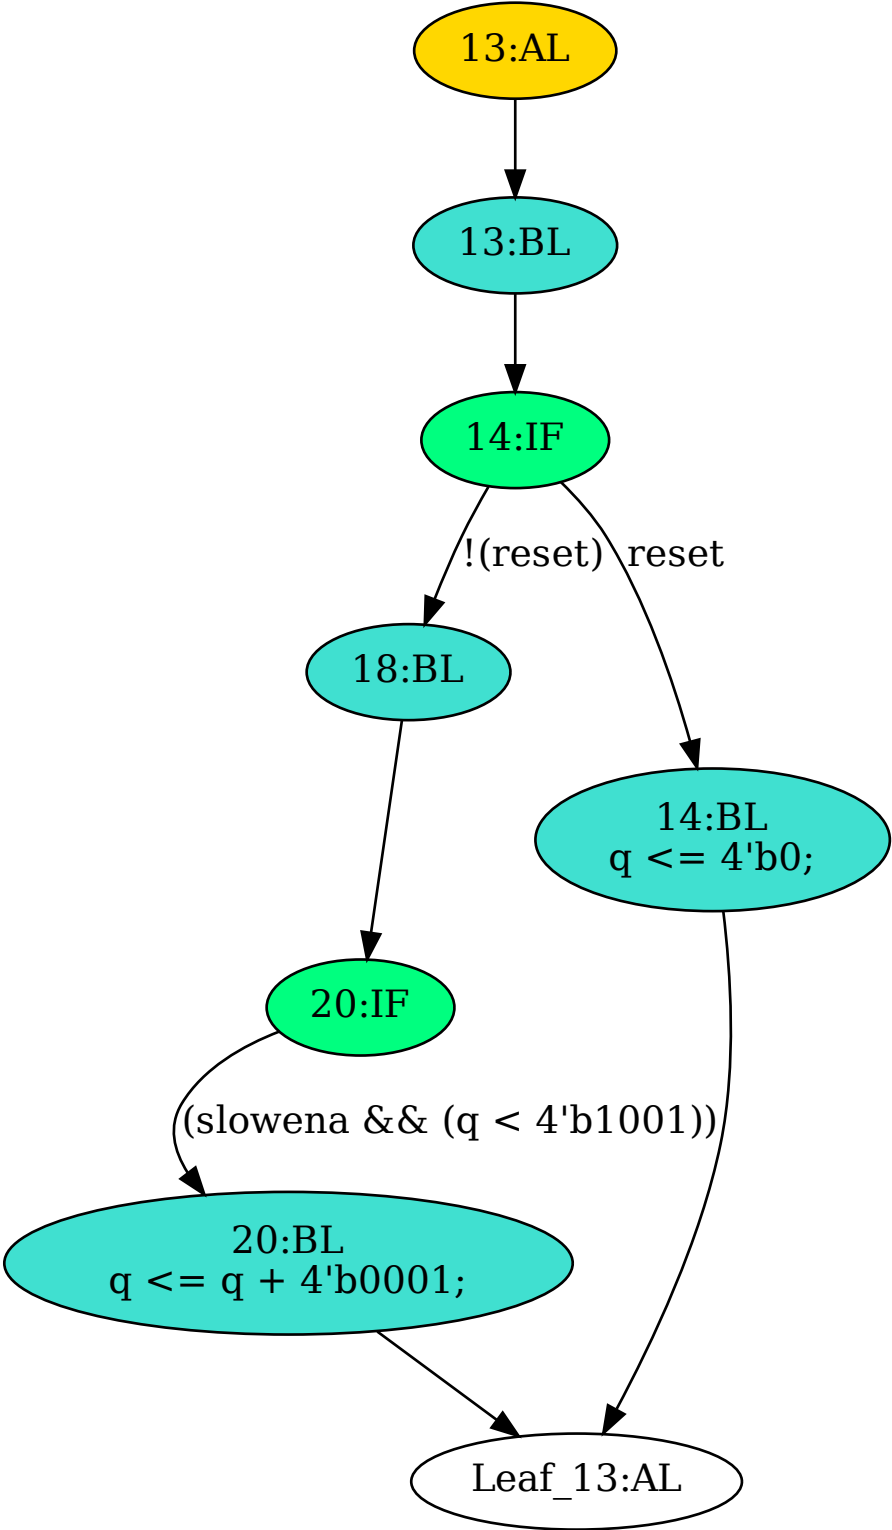 13:AL
13:BL
14:IF
!(reset)
reset
18:BL
14:BL
q <= 4'b0;
20:IF
(slowena && (q < 4'b1001))
20:BL
q <= q + 4'b0001;
Leaf_13:AL